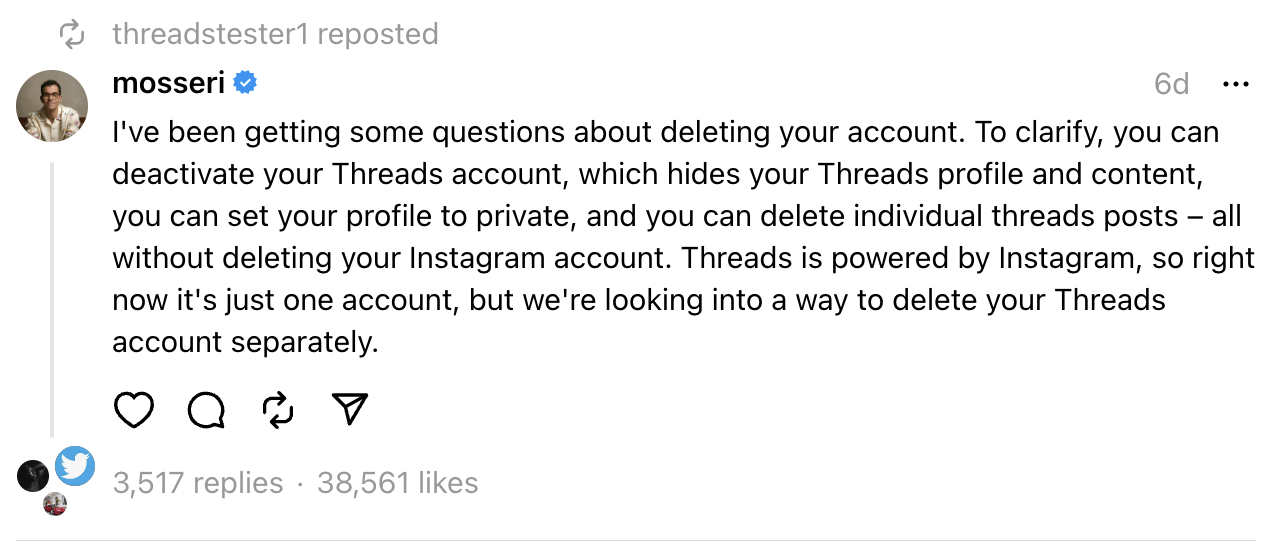 threadstester1 reposted
mosseri
6d
I've been getting some questions about deleting your account. To clarify, you can
deactivate your Threads account, which hides your Threads profile and content,
you can set your profile to private, and you can delete individual threads posts – all
without deleting your Instagram account. Threads is powered by Instagram, so right
now it's just one account, but we're looking into a way to delete your Threads
account separately.
3,517 replies · 38,561 likes